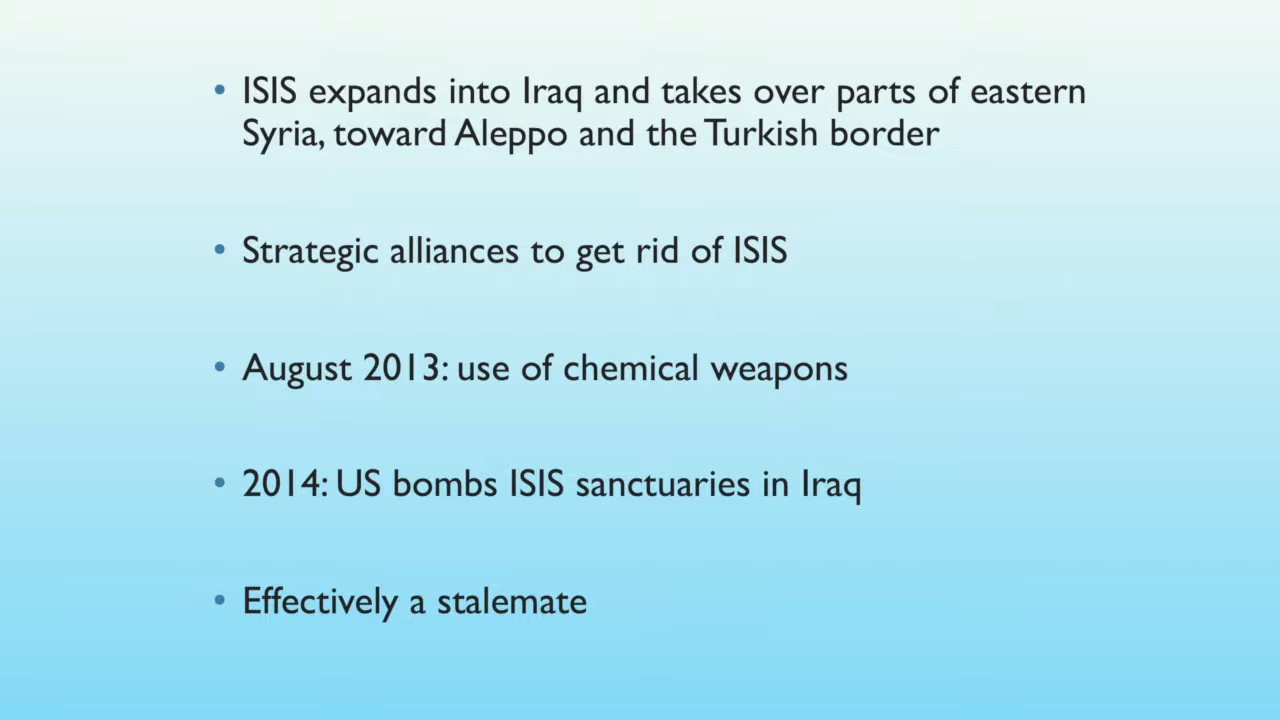 • ISIS expands into Iraq and takes over parts of eastern
Syria, toward Aleppo and the Turkish border
• Strategic alliances to get rid of ISIS
• August 2013: use of chemical weapons
• 2014: US bombs ISIS sanctuaries in Iraq
• Effectively a stalemate